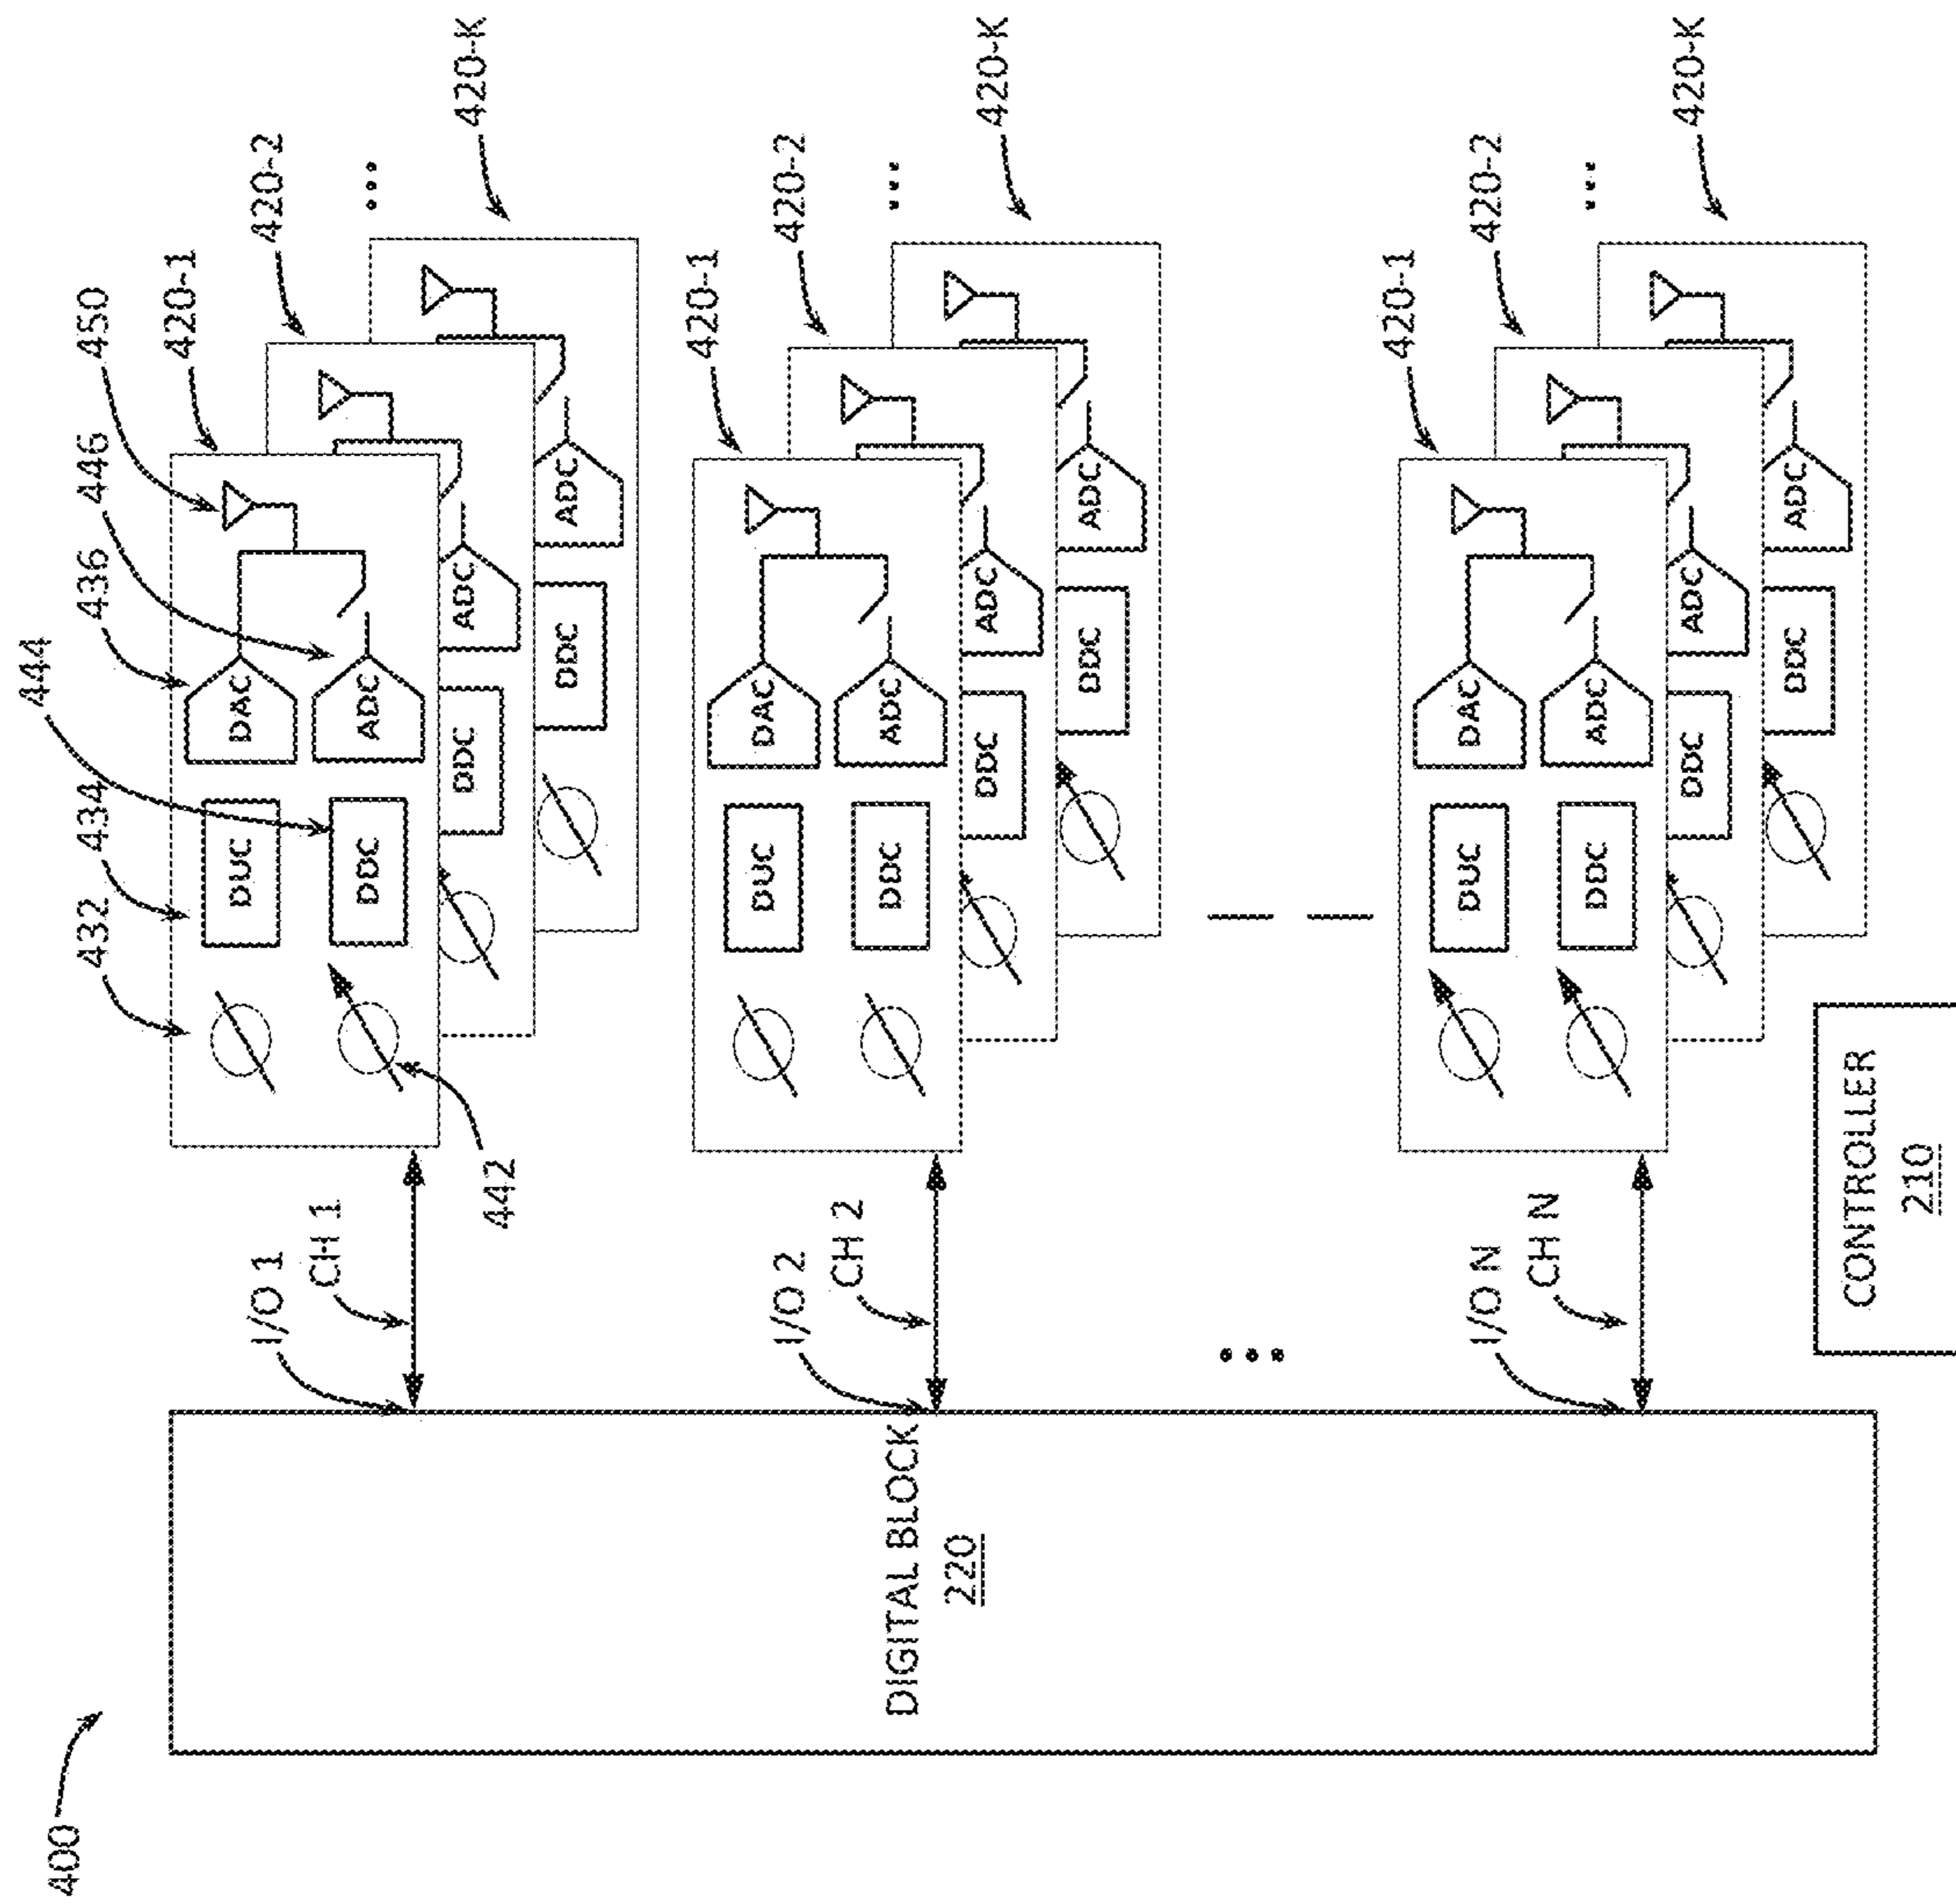 400
432
434
444
436
446
450
420-1
420-2
...
420-K
DUC
DAC
DDC
ADC
DDC
ADC
DDC
ADC
I/O 1
CH 1
442
420-1
420-2
...
420-K
DUC
DAC
DDC
ADC
DDC
ADC
DDC
ADC
I/O 2
CH 2
DIGITAL BLOCK
220
...
420-1
420-2
...
420-K
DUC
DAC
DDC
ADC
DDC
ADC
DDC
ADC
I/O N
CH N
CONTROLLER
210